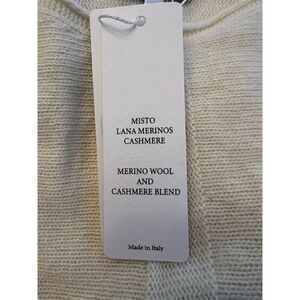 MISTO
LANA MERINOS
CASHMERE
MERINO WOOL
AND
CASHMERE BLEND
Made in Italy